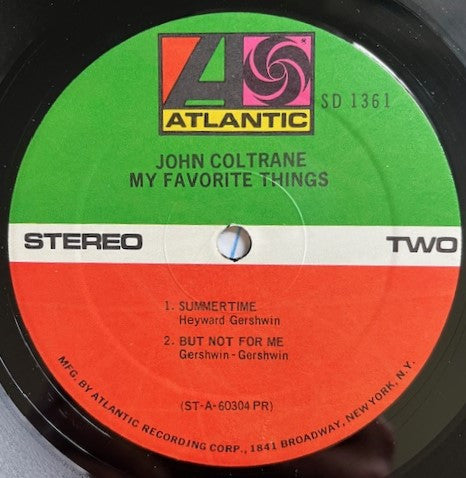 ATLANTIC
SD 1361
JOHN COLTRANE
MY FAVORITE THINGS
STEREO
TWO
1. SUMMERTIME
Heyward Gershwin
2. BUT NOT FOR ME
Gershwin - Gershwin
(ST-A-60304 PR)
MFG. BY ATLANTIC RECORDING CORP., 1841 BROADWAY, NEW YORK, N.Y.